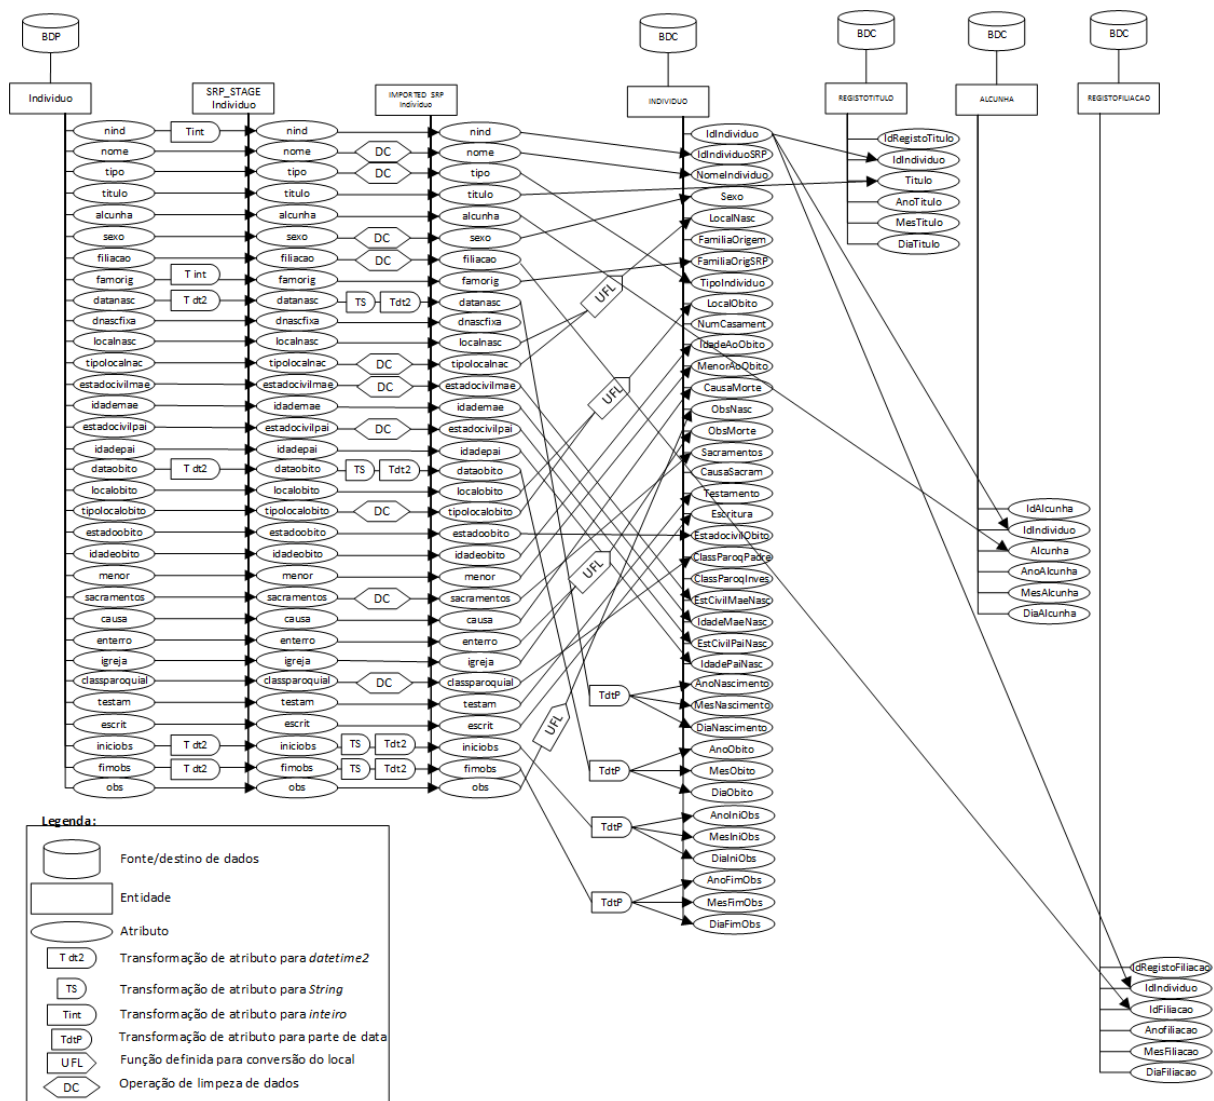 BDP
BDC
BDC
BDC
BDC
Individuo
SRP_STAGE
Individuo
IMPORTED SRP
Individuo
INDIVIDUO
REGISTOTITULO
ALCUNHA
REGISTOFILIACAO
nind
Tint
nind
nind
nome
nome
DC
nome
tipo
tipo
DC
tipo
titulo
titulo
titulo
alcunha
alcunha
alcunha
sexo
sexo
DC
sexo
filiacao
filiacao
DC
filiacao
famorig
T int
famorig
famorig
datanasc
T dt2
datanasc
TS
Tdt2
datanasc
dnascfixa
dnascfixa
dnascfixa
localnasc
localnasc
localnasc
tipolocalnac
tipolocalnac
DC
tipolocalnac
estadocivilmae
estadocivilmae
DC
estadocivilmae
idademae
idademae
idademae
estadocivilpai
estadocivilpai
DC
estadocivilpai
idadepai
idadepai
idadepai
dataobito
T dt2
dataobito
TS
Tdt2
dataobito
localobito
localobito
localobito
tipolocalobito
tipolocalobito
DC
tipolocalobito
estadoobito
estadoobito
estadoobito
idadeobito
idadeobito
idadeobito
menor
menor
menor
sacramentos
sacramentos
DC
sacramentos
causa
causa
causa
enterro
enterro
enterro
igreja
igreja
igreja
classparoquial
classparoquial
DC
classparoquial
testam
testam
testam
escrit
escrit
escrit
iniciobs
T dt2
iniciobs
TS
Tdt2
iniciobs
fimobs
T dt2
fimobs
TS
Tdt2
fimobs
obs
obs
obs
UFL
UFL
UFL
UFL
TdtP
TdtP
TdtP
TdtP
IdIndividuo
IdIndividuoSRP
NomeIndividuo
Sexo
LocalNasc
FamiliaOrigem
FamiliaOrigSRP
TipoIndividuo
LocalObito
NumCasament
IdadeAoObito
MenorAoObito
CausaMorte
ObsNasc
ObsMorte
Sacramentos
CausaSacram
Testamento
Escritura
EstadocivilObito
ClassParoqPadre
ClassParoqInves
EstCivilMaeNasc
IdadeMaeNasc
EstCivilPaiNasc
IdadePaiNasc
AnoNascimento
MesNascimento
DiaNascimento
AnoObito
MesObito
DiaObito
AnoIniObs
MesIniObs
DiaIniObs
AnoFimObs
MesFimObs
DiaFimObs
IdRegistoTitulo
IdIndividuo
Titulo
AnoTitulo
MesTitulo
DiaTitulo
IdAlcunha
IdIndividuo
Alcunha
AnoAlcunha
MesAlcunha
DiaAlcunha
IdRegistoFiliacao
IdIndividuo
IdFiliacao
Anofiliacao
MesFiliacao
DiaFiliacao
Legenda:
Fonte/destino de dados
Entidade
Atributo
T dt2
Transformação de atributo para datetime2
TS
Transformação de atributo para String
Tint
Transformação de atributo para inteiro
TdtP
Transformação de atributo para parte de data
UFL
Função definida para conversão do local
DC
Operação de limpeza de dados